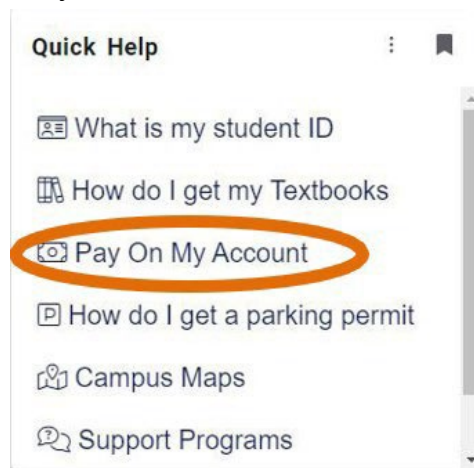 Quick Help
What is my student ID
How do I get my Textbooks
Pay On My Account
P How do I get a parking permit
Campus Maps
Support Programs